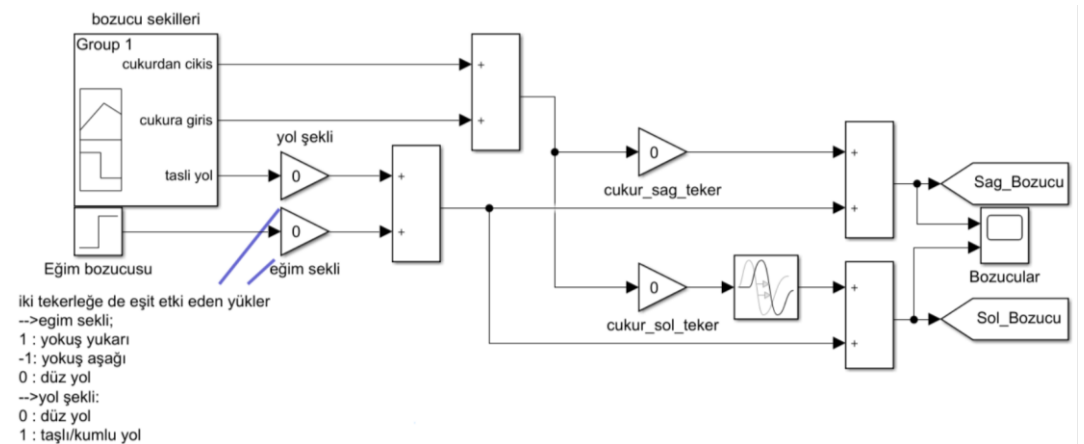 bozucu sekilleri
Group 1
cukurdan cikis
cukura giris
tasli yol
yol şekli
0
0
eğim sekli
Eğim bozucusu
+
+
+
+
0
cukur_sag_teker
0
cukur_sol_teker
+
+
+
+
Sag_Bozucu
Bozucular
Sol_Bozucu
iki tekerleğe de eşit etki eden yükler
-->egim sekli;
1 : yokuş yukarı
-1: yokuş aşağı
0 : düz yol
-->yol şekli:
0 : düz yol
1 : taşlı/kumlu yol